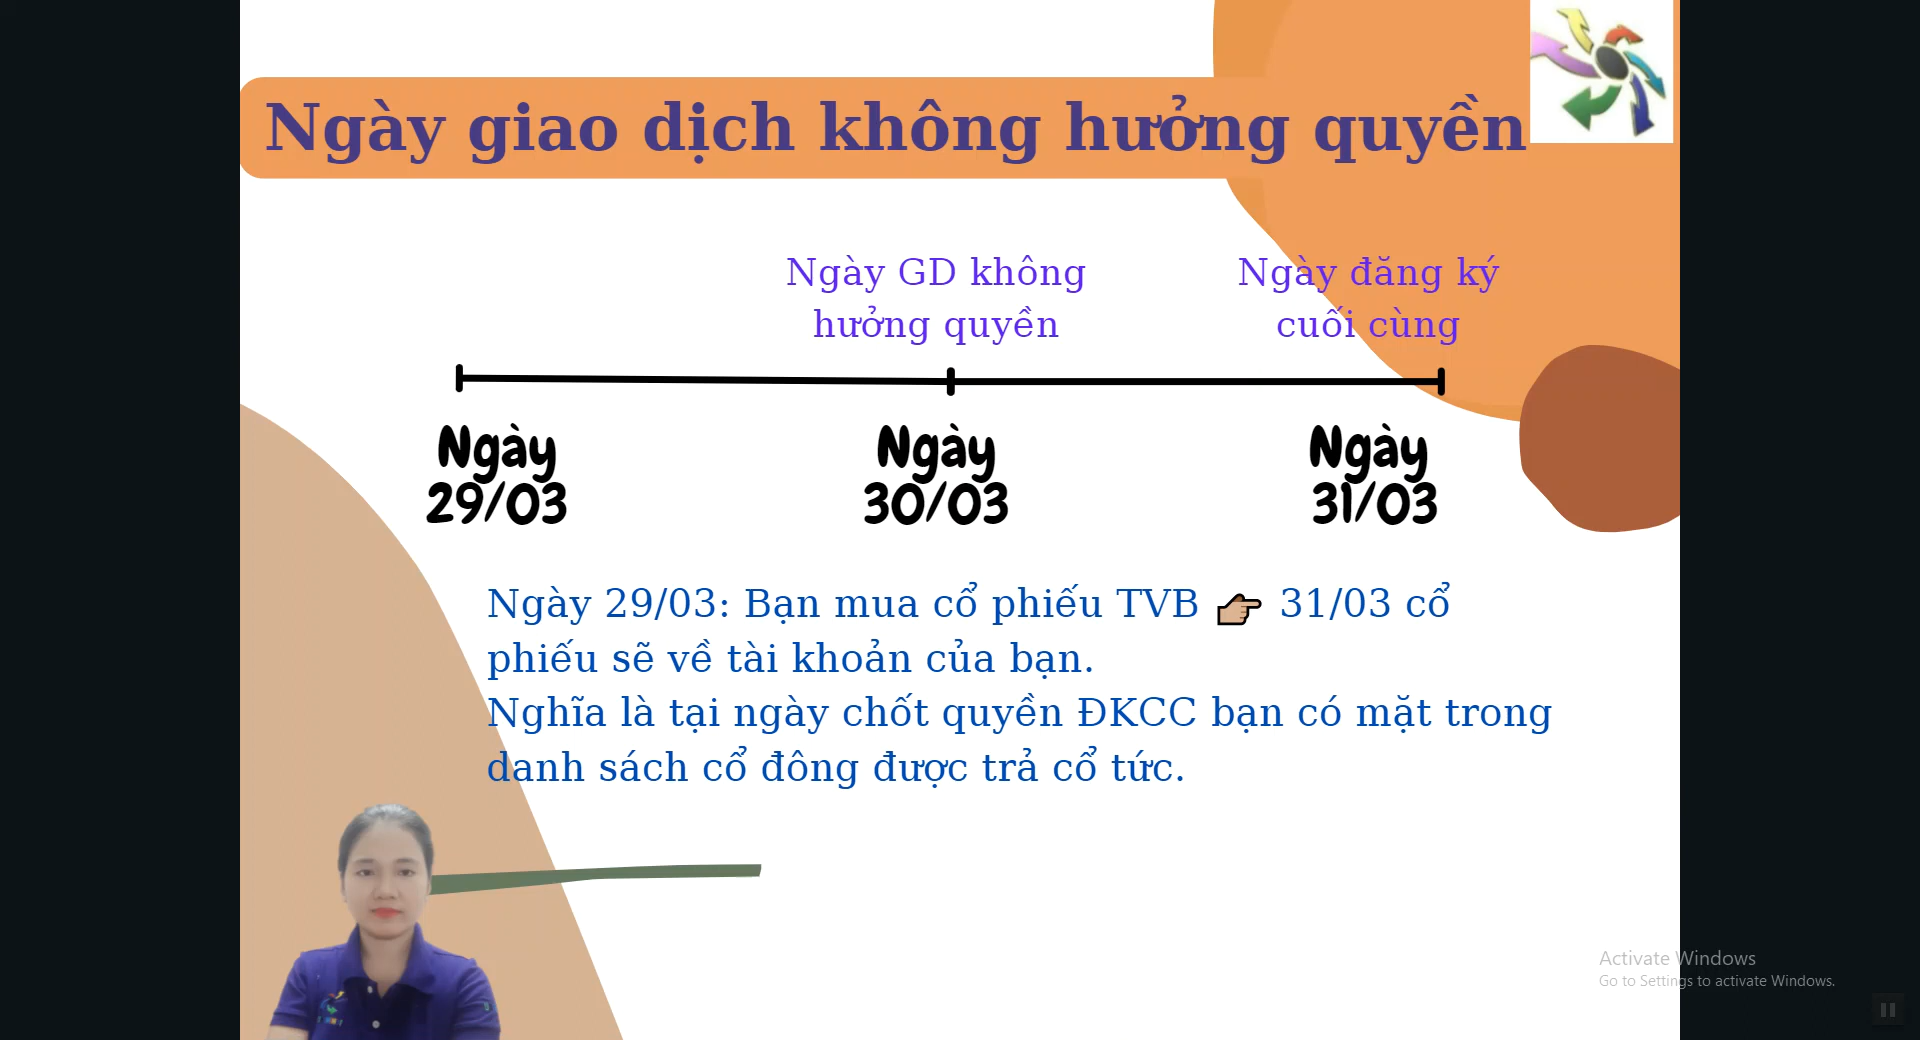 Ngày giao dịch không hưởng quyền
Ngày GD không
hưởng quyền
Ngày đăng ký
cuối cùng
Ngày
29/03
Ngày
30/03
Ngày
31/03
Ngày 29/03: Bạn mua cổ phiếu TVB 👉 31/03 cổ
phiếu sẽ về tài khoản của bạn.
Nghĩa là tại ngày chốt quyền ĐKCC bạn có mặt trong
danh sách cổ đông được trả cổ tức.
Activate Windows
Go to Settings to activate Windows.